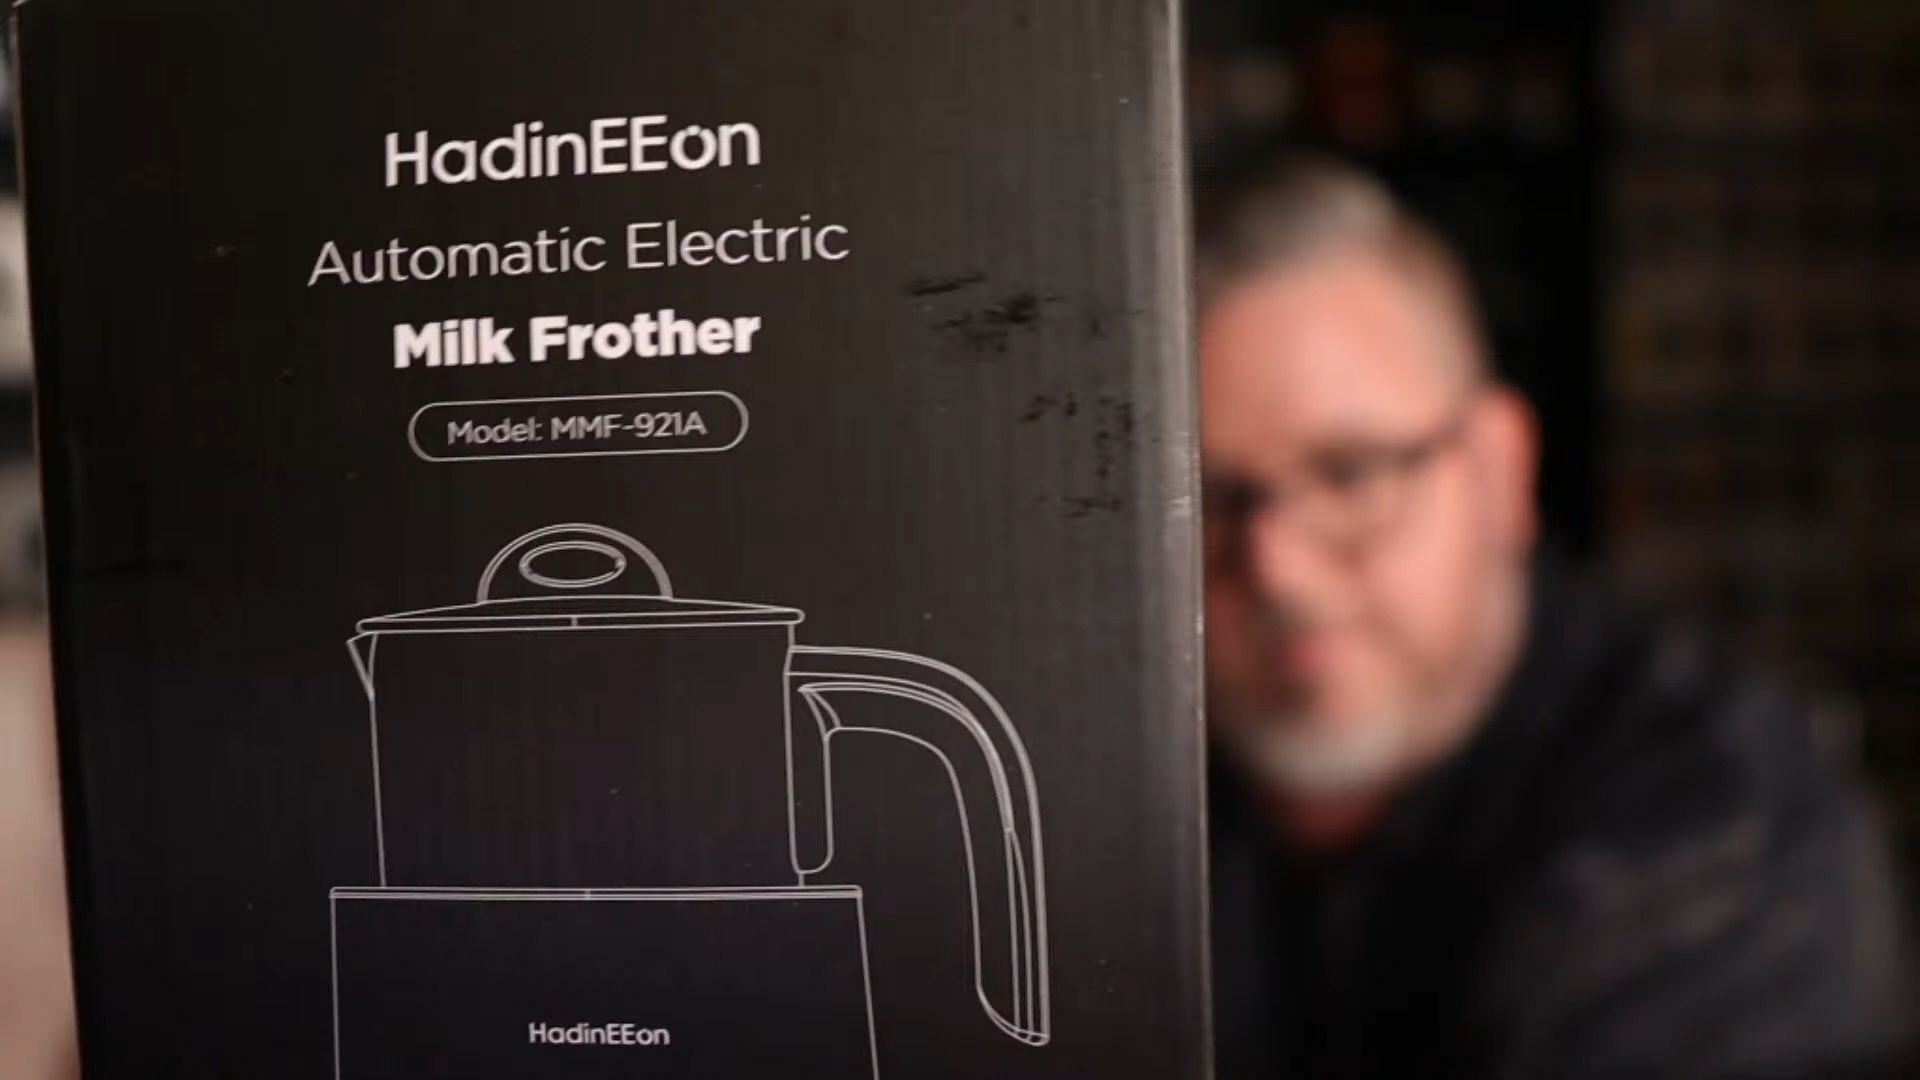 HadinEEon
Automatic Electric
Milk Frother
Model: MMF-921A
HadinEEon